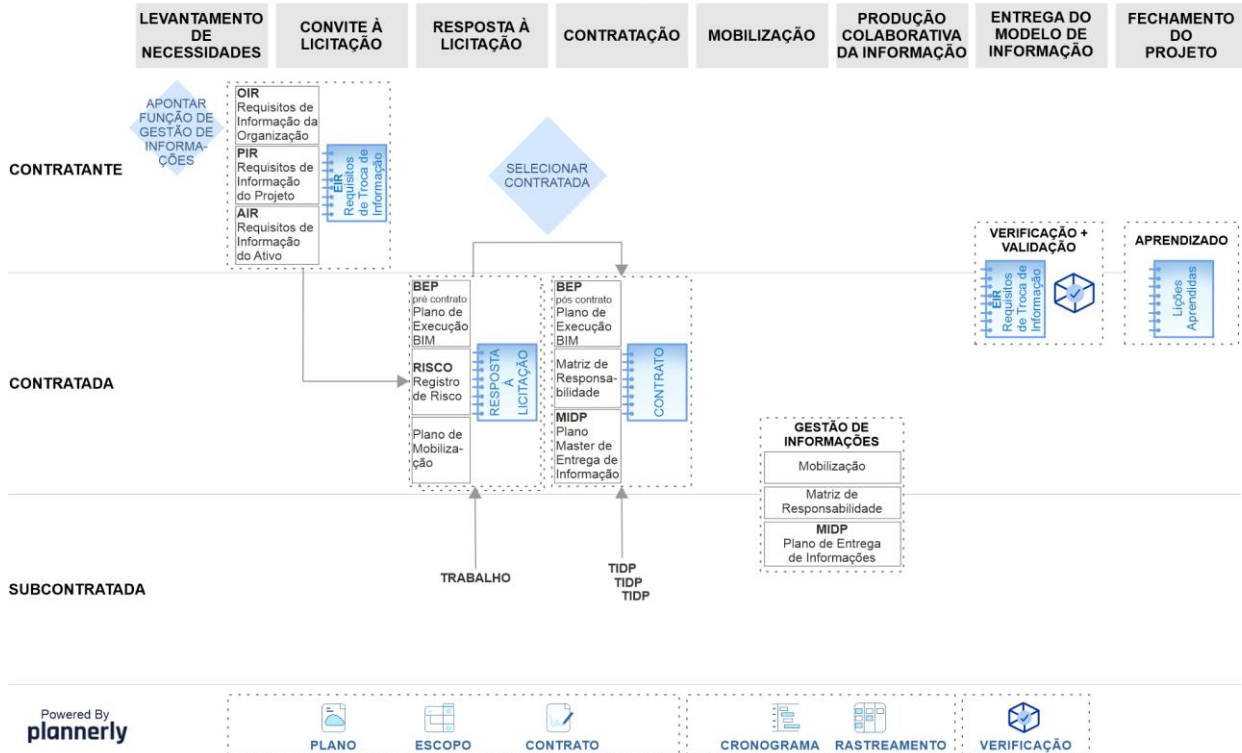 LEVANTAMENTO
DE
NECESSIDADES
CONVITE À
LICITAÇÃO
RESPOSTA À
LICITAÇÃO
CONTRATAÇÃO
MOBILIZAÇÃO
PRODUÇÃO
COLABORATIVA
DA INFORMAÇÃO
ENTREGA DO
MODELO DE
INFORMAÇÃO
FECHAMENTO
DO
PROJETO
CONTRATANTE
APONTAR
FUNÇÃO DE
GESTÃO DE
INFORMA-
ÇÕES
OIR
Requisitos de
Informação da
Organização
PIR
Requisitos de
Informação
do Projeto
AIR
Requisitos de
Informação
do Ativo
EIR
Requisitos
de Troca de
Informação
SELECIONAR
CONTRATADA
VERIFICAÇÃO +
VALIDAÇÃO
EIR
Requisitos
de Troca de
Informação
APRENDIZADO
Lições
Aprendidas
CONTRATADA
BEP
pré contrato
Plano de
Execução
BIM
RISCO
Registro
de Risco
Plano de
Mobiliza-
ção
RESPOSTA
À
LICITAÇÃO
BEP
pós contrato
Plano de
Execução
BIM
Matriz de
Responsa-
bilidade
MIDP
Plano
Master de
Entrega de
Informação
CONTRATO
GESTÃO DE
INFORMAÇÕES
Mobilização
Matriz de
Responsabilidade
MIDP
Plano de Entrega
de Informações
SUBCONTRATADA
TRABALHO
TIDP
TIDP
TIDP
Powered By
plannerly
PLANO
ESCOPO
CONTRATO
CRONOGRAMA
RASTREAMENTO
VERIFICAÇÃO